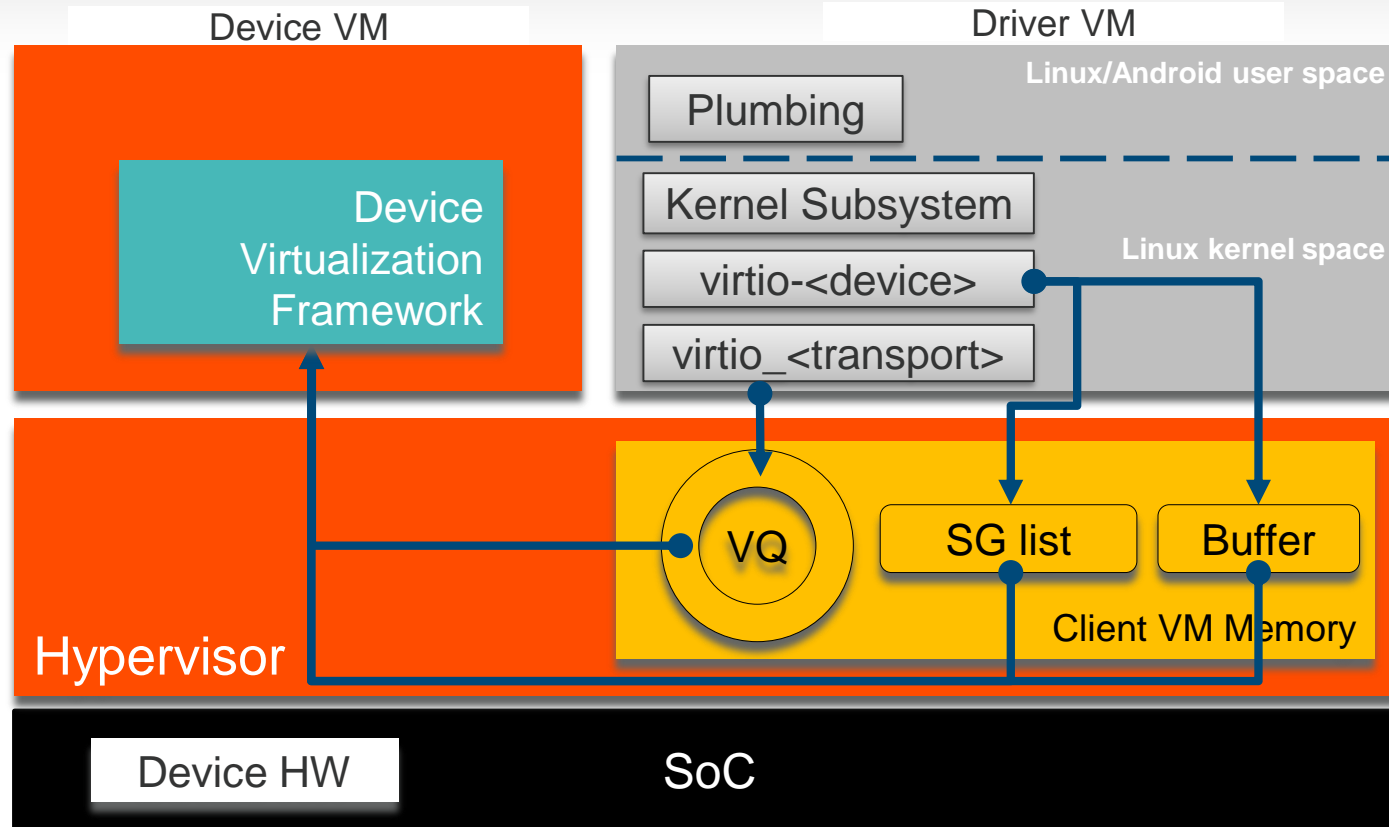 Device VM
Driver VM
Linux/Android user space
Plumbing
Device
Virtualization
Framework
Kernel Subsystem
Linux kernel space
virtio-<device>
virtio_<transport>
VQ
SG list
Buffer
Client VM Memory
Hypervisor
Device HW
SoC